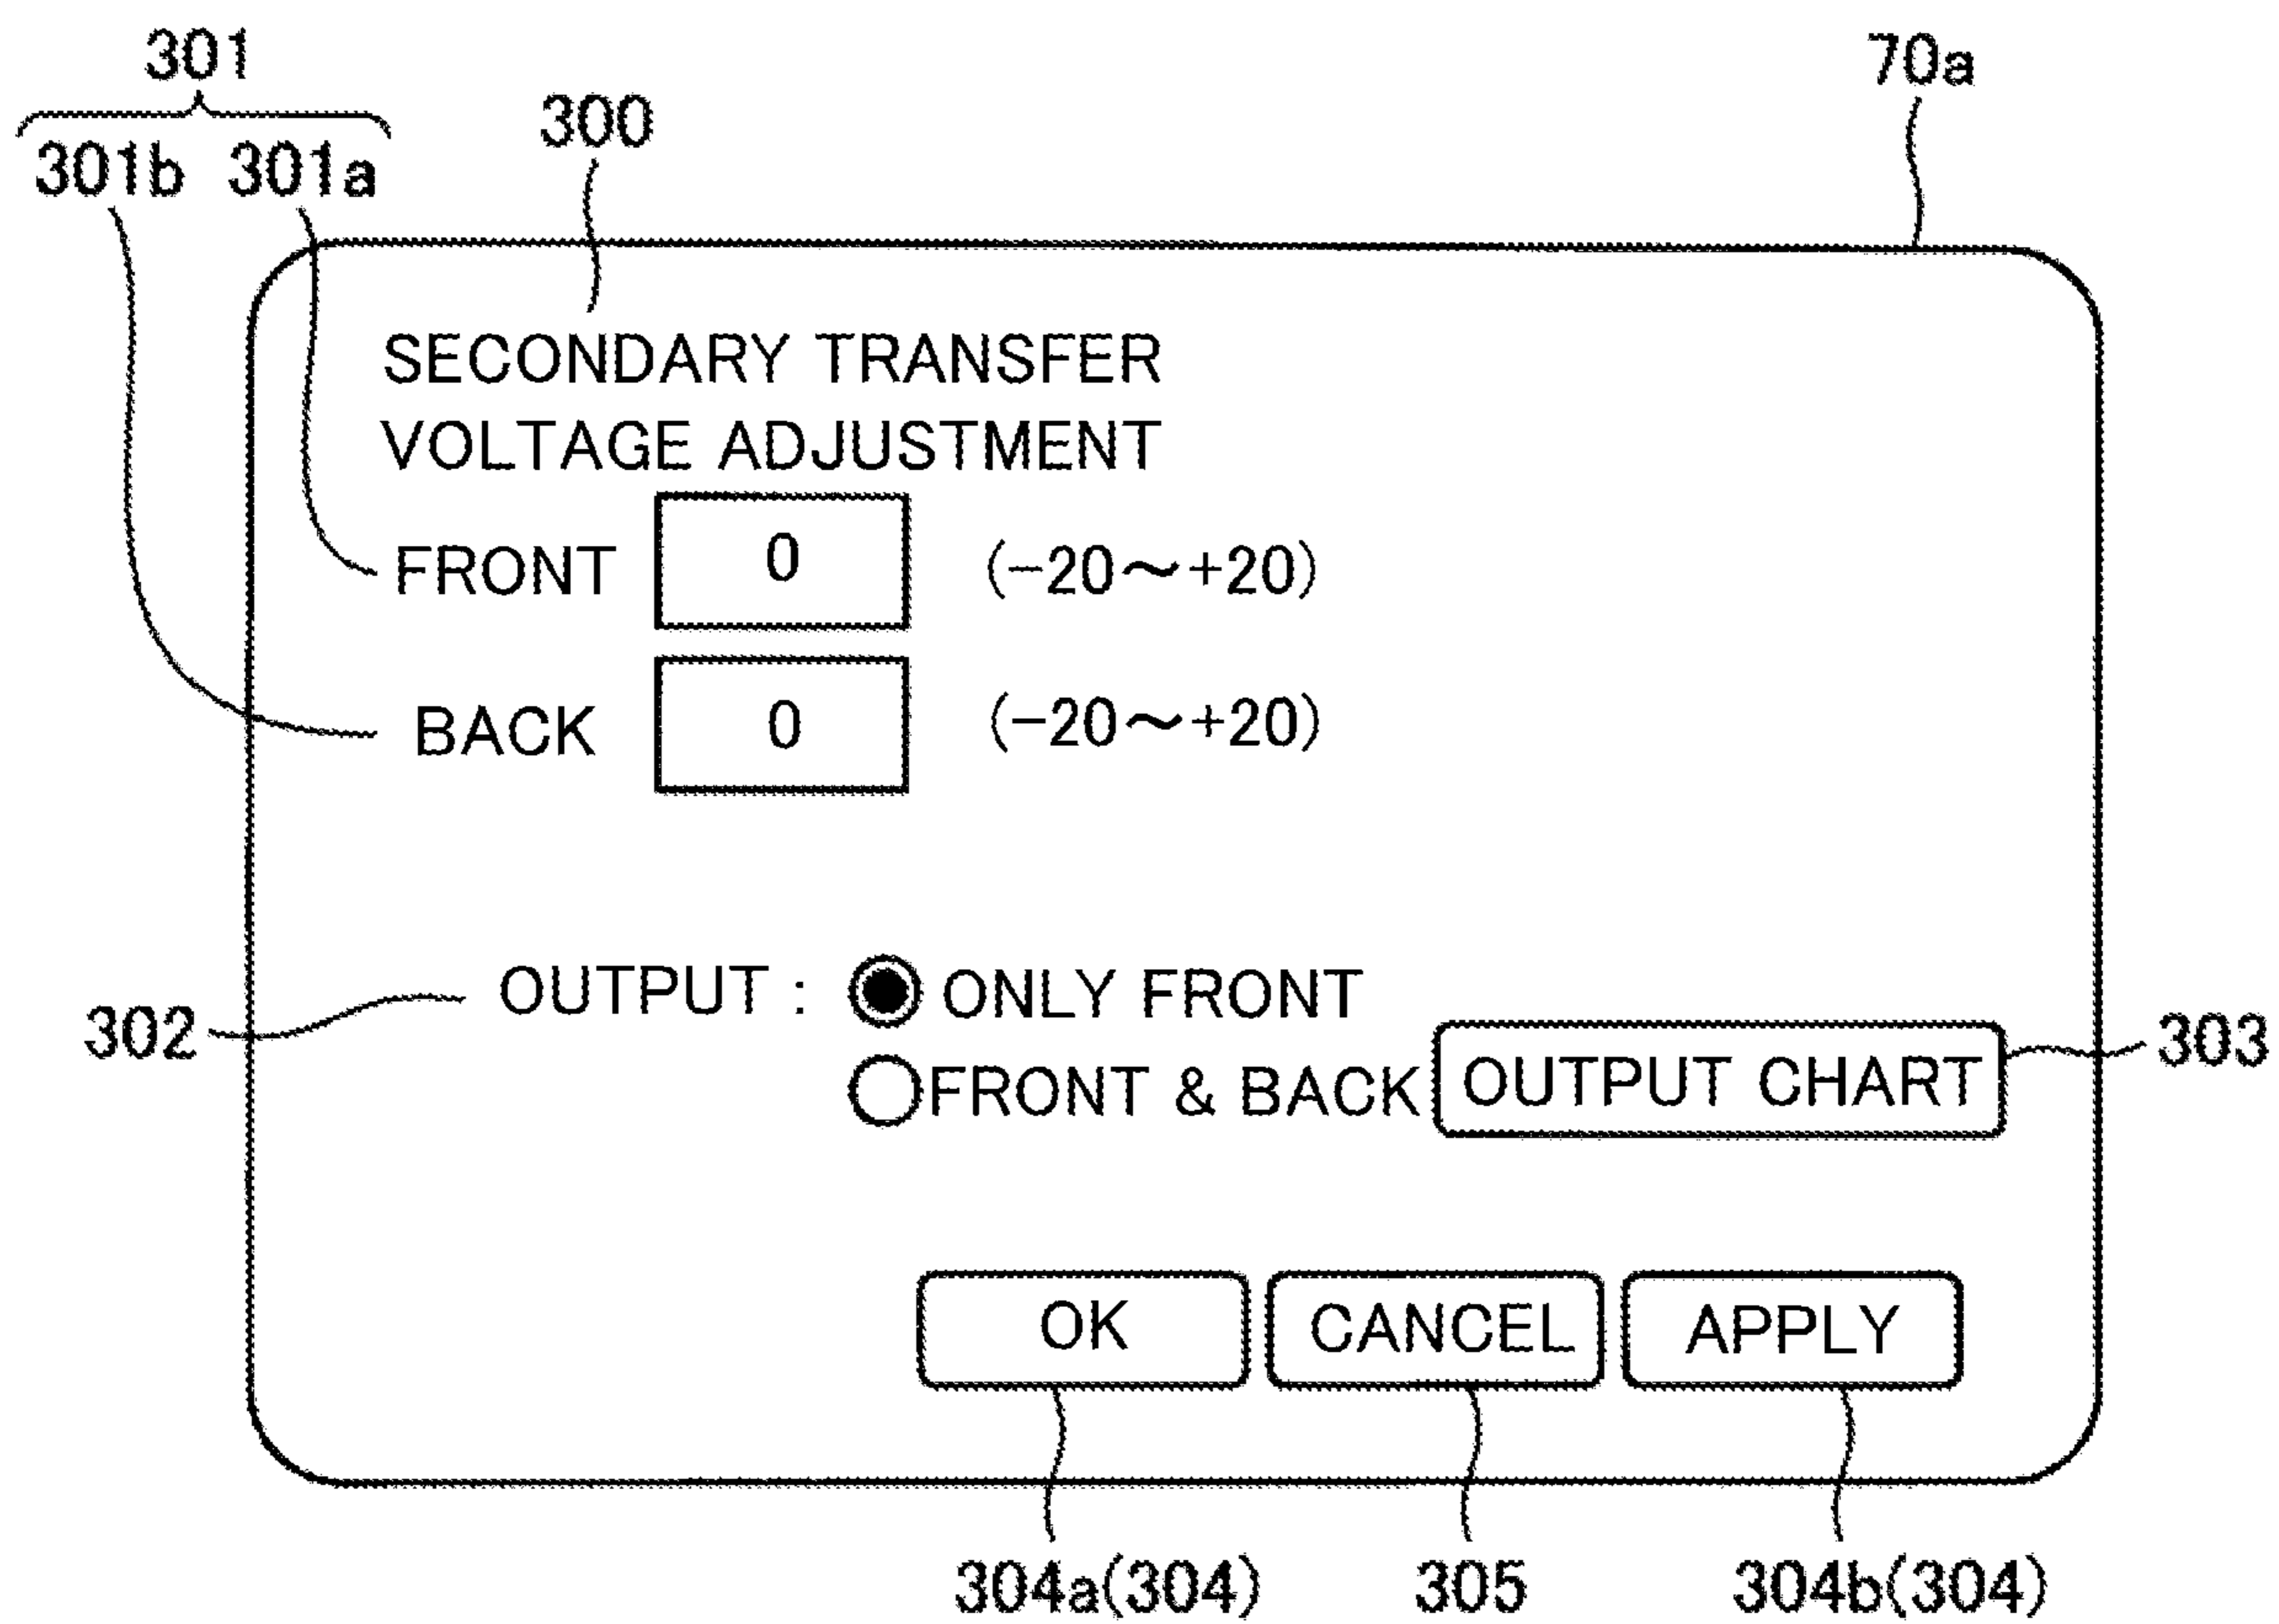 301
70a
300
301b 301a
SECONDARY TRANSFER
VOLTAGE ADJUSTMENT
FRONT 0 (-20～+20)
BACK 0 (-20～+20)
OUTPUT : ONLY FRONT
302
303
FRONT & BACK OUTPUT CHART
OK CANCEL APPLY
304a(304) 305 304b(304)